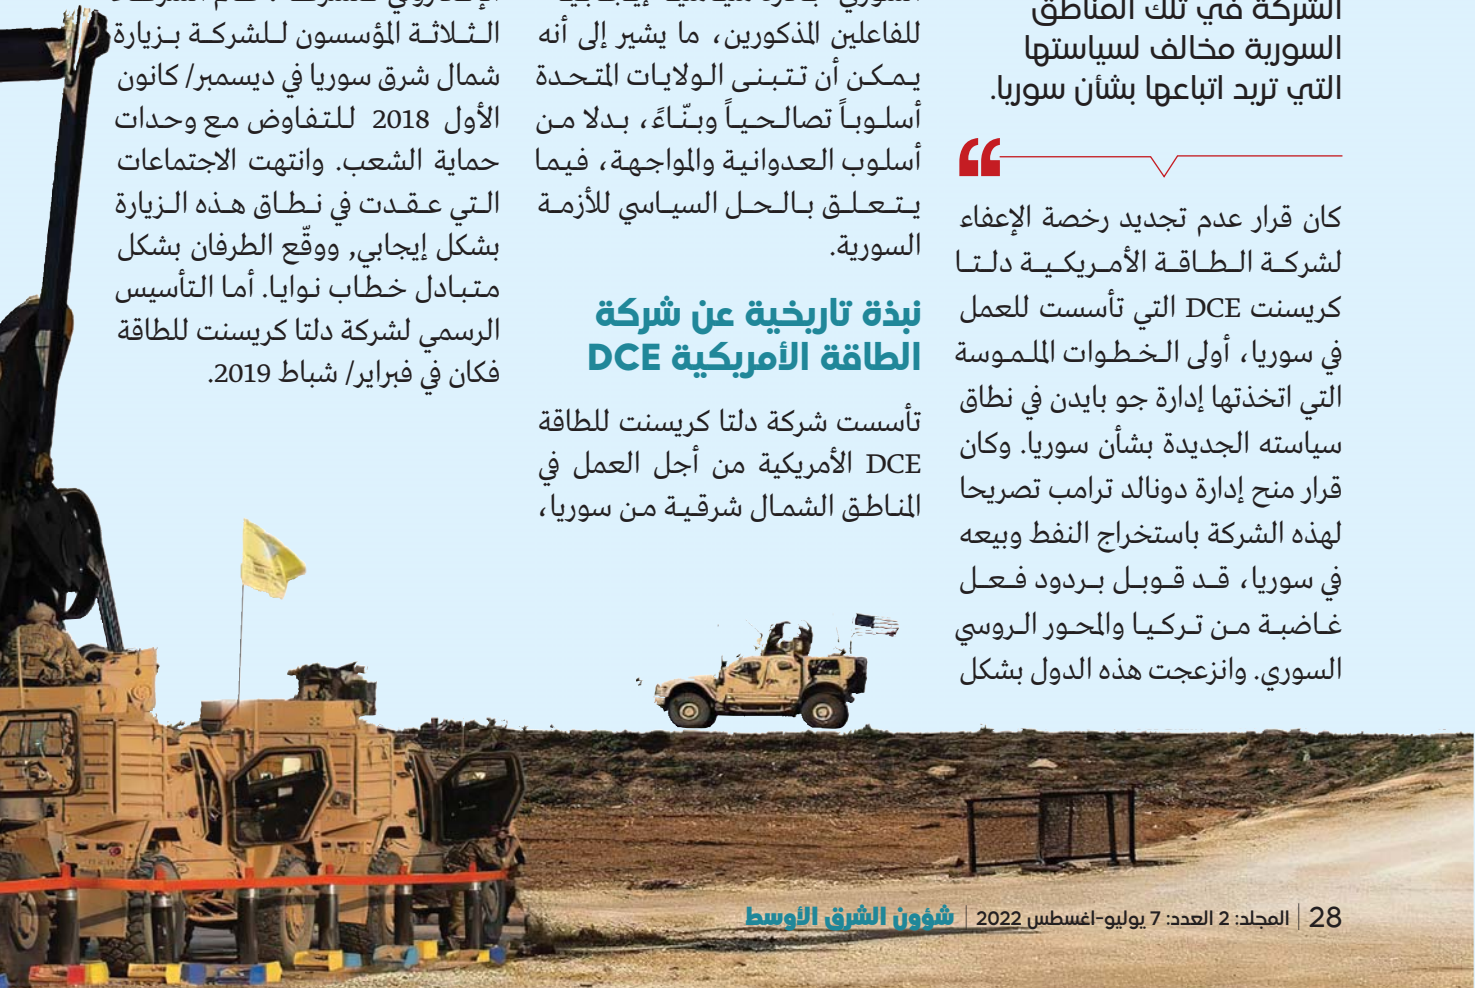 الشركة في تلك المناطق
السورية مخالف لسياستها
التي تريد اتباعها بشأن سوريا.
كان قرار عدم تجديد رخصة الإعفاء
لشركة الطاقة الأمريكية دلتا
كريسنت DCE التي تأسست للعمل
في سوريا، أولى الخطوات الملموسة
التي اتخذتها إدارة جو بايدن في نطاق
سياسته الجديدة بشأن سوريا. وكان
قرار منح إدارة دونالد ترامب تصريحا
لهذه الشركة باستخراج النفط وبيعه
في سوريا، قد قوبل بردود فعل
غاضبة من تركيا والمحور الروسي
السوري. وانزعجت هذه الدول بشكل
للفاعلين المذكورين، ما يشير إلى أنه
يمكن أن تتبنى الولايات المتحدة
أسلوباً تصالحياً وبنّاءً، بدلا من
أسلوب العدوانية والمواجهة، فيما
يتعلق بالحل السياسي للأزمة
السورية.
نبذة تاريخية عن شركة
الطاقة الأمريكية DCE
تأسست شركة دلتا كريسنت للطاقة
DCE الأمريكية من أجل العمل في
المناطق الشمال شرقية من سوريا،
الثلاثة المؤسسون للشركة بزيارة
شمال شرق سوريا في ديسمبر/ كانون
الأول 2018 للتفاوض مع وحدات
حماية الشعب. وانتهت الاجتماعات
التي عقدت في نطاق هذه الزيارة
بشكل إيجابي, ووقّع الطرفان بشكل
متبادل خطاب نوايا. أما التأسيس
الرسمي لشركة دلتا كريسنت للطاقة
فكان في فبراير/ شباط 2019.
28 | المجلد: 2 العدد: 7 يوليو-اغسطس 2022 | شؤون الشرق الأوسط